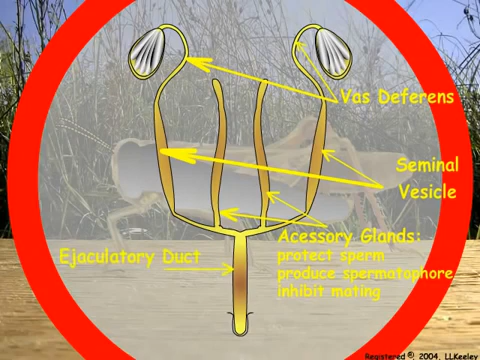 Vas Deferens
Seminal
Vesicle
Acessory Glands:
protect sperm
produce spermatophore
inhibit mating
Ejaculatory Duct
Registered ®, 2004, LLKeeley